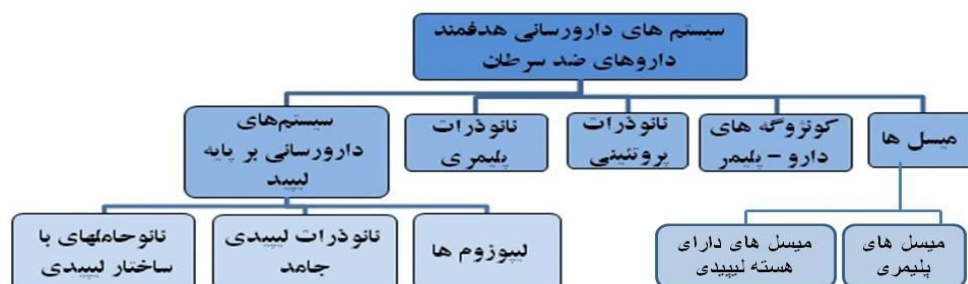 سیستم های دارورسانی هدفمند
داروهای ضد سرطان
میسل ها
کونژوگه های
دارو – پلیمر
نانوذرات
پروتئینی
نانوذرات
پلیمری
سیستم‌های
دارورسانی بر پایه
لیپید
میسل های
پلیمری
میسل های دارای
هسته لیپیدی
لیپوزوم ها
نانوذرات لیپیدی
جامد
نانوحاملهای با
ساختار لیپیدی